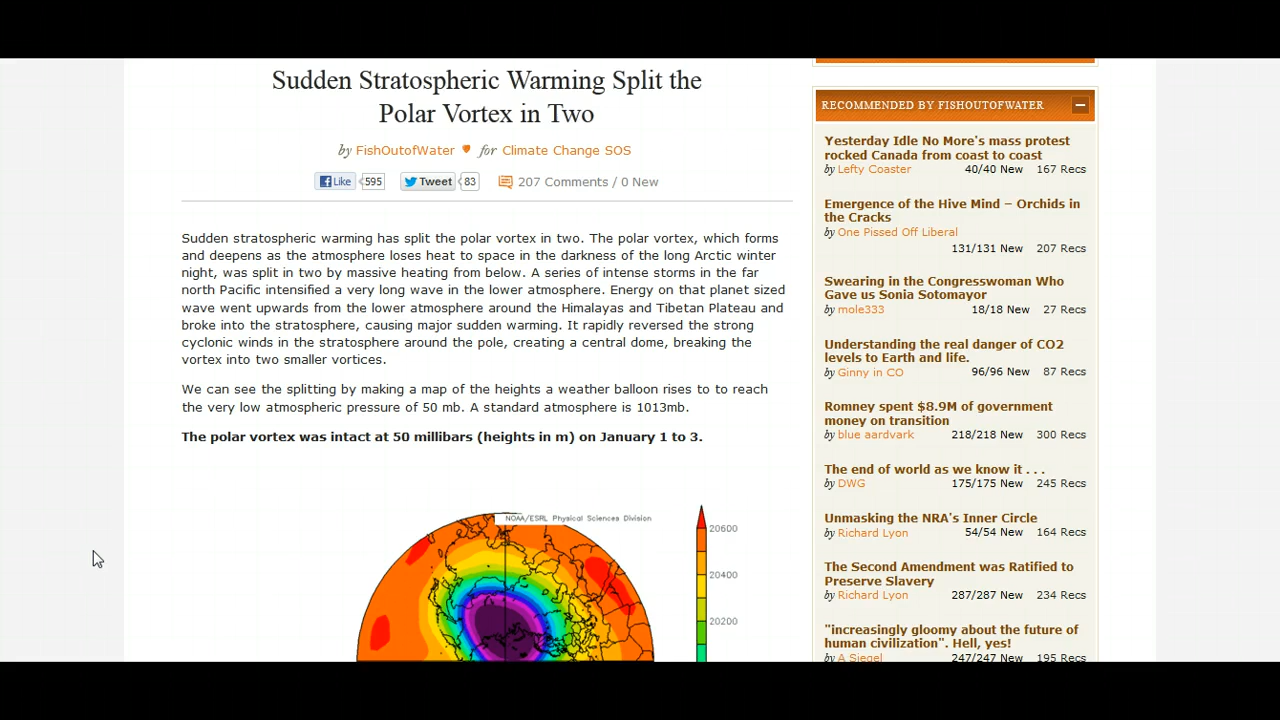 Sudden Stratospheric Warming Split the
Polar Vortex in Two
by FishOutofWater for Climate Change SOS
Like 595 Tweet 83 207 Comments / 0 New
Sudden stratospheric warming has split the polar vortex in two. The polar vortex, which forms
and deepens as the atmosphere loses heat to space in the darkness of the long Arctic winter
night, was split in two by massive heating from below. A series of intense storms in the far
north Pacific intensified a very long wave in the lower atmosphere. Energy on that planet sized
wave went upwards from the lower atmosphere around the Himalayas and Tibetan Plateau and
broke into the stratosphere, causing major sudden warming. It rapidly reversed the strong
cyclonic winds in the stratosphere around the pole, creating a central dome, breaking the
vortex into two smaller vortices.
We can see the splitting by making a map of the heights a weather balloon rises to to reach
the very low atmospheric pressure of 50 mb. A standard atmosphere is 1013mb.
The polar vortex was intact at 50 millibars (heights in m) on January 1 to 3.
NOAA/ESRL Physical Sciences Division
20600
20400
20200
RECOMMENDED BY FISHOUTOFWATER
Yesterday Idle No More's mass protest
rocked Canada from coast to coast
by Lefty Coaster 40/40 New 167 Recs
Emergence of the Hive Mind – Orchids in
the Cracks
by One Pissed Off Liberal
131/131 New 207 Recs
Swearing in the Congresswoman Who
Gave us Sonia Sotomayor
by mole333 18/18 New 27 Recs
Understanding the real danger of CO2
levels to Earth and life.
by Ginny in CO 96/96 New 87 Recs
Romney spent $8.9M of government
money on transition
by blue aardvark 218/218 New 300 Recs
The end of world as we know it . . .
by DWG 175/175 New 245 Recs
Unmasking the NRA's Inner Circle
by Richard Lyon 54/54 New 164 Recs
The Second Amendment was Ratified to
Preserve Slavery
by Richard Lyon 287/287 New 234 Recs
"increasingly gloomy about the future of
human civilization". Hell, yes!
by A Siegel 247/247 New 195 Recs